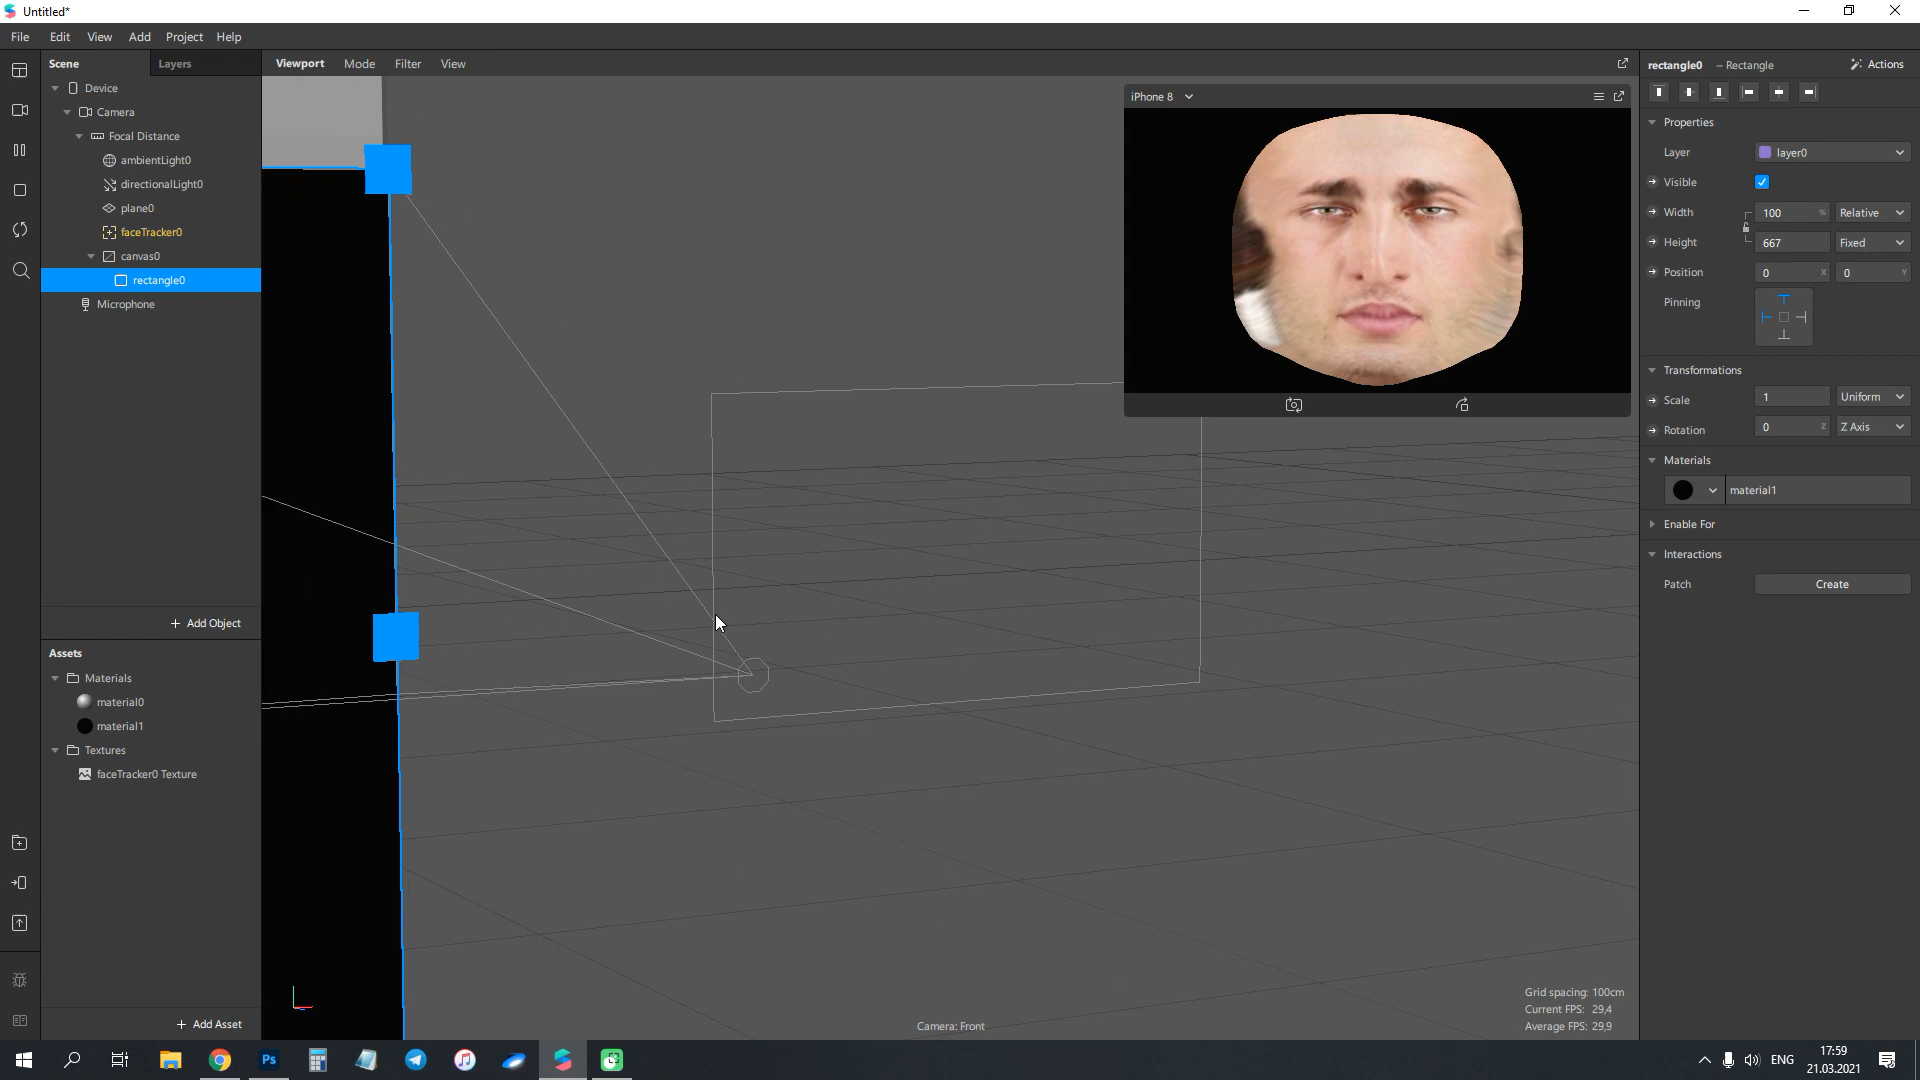 Untitled*
File Edit View Add Project Help
Scene Layers
Device
Camera
Focal Distance
ambientLight0
directionalLight0
plane0
faceTracker0
canvas0
rectangle0
Microphone
+ Add Object
Assets
Materials
material0
material1
Textures
faceTracker0 Texture
+ Add Asset
Viewport Mode Filter View
iPhone 8
Camera: Front
Grid spacing: 100cm
Current FPS: 29,4
Average FPS: 29,9
rectangle0 – Rectangle Actions
Properties
Layer layer0
Visible
Width 100 % Relative
Height 667 Fixed
Position 0 X 0 Y
Pinning
Transformations
Scale 1 Uniform
Rotation 0 Z Z Axis
Materials
material1
Enable For
Interactions
Patch Create
Ps
ENG
17:59
21.03.2021